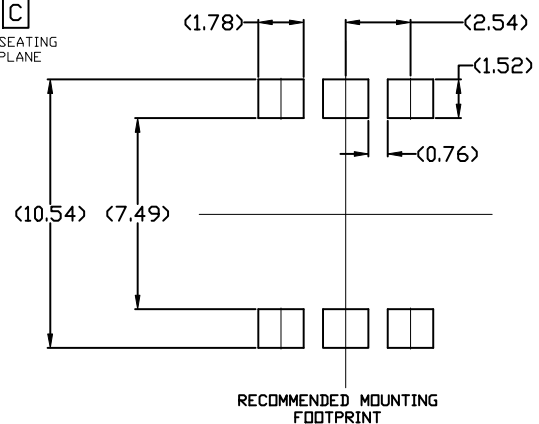 C
SEATING
PLANE
(1.78)
(2.54)
(1.52)
(0.76)
(10.54)
(7.49)
RECOMMENDED MOUNTING
FOOTPRINT